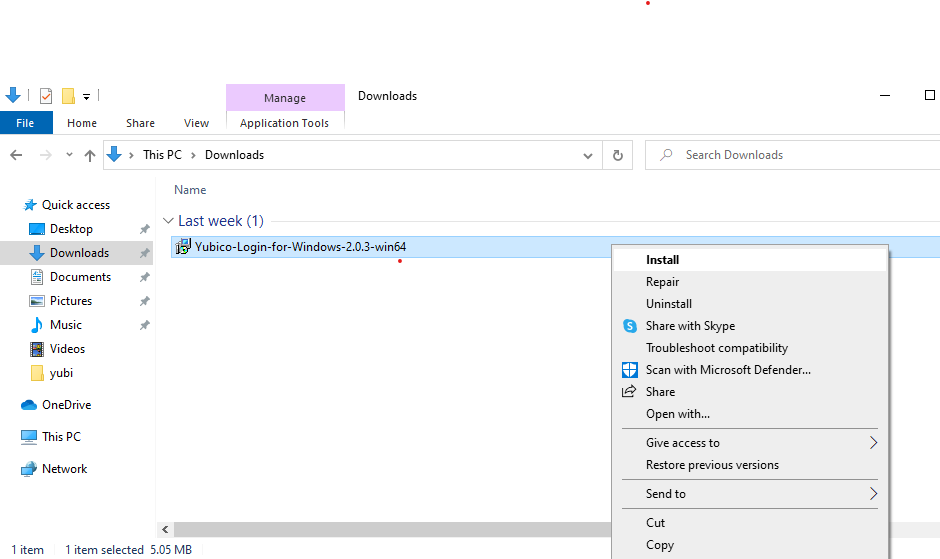 Manage
Downloads
File
Home
Share
View
Application Tools
This PC
Downloads
Search Downloads
Name
Quick access
Desktop
Downloads
Documents
Pictures
Music
Videos
yubi
OneDrive
This PC
Network
Last week (1)
Yubico-Login-for-Windows-2.0.3-win64
Install
Repair
Uninstall
Share with Skype
Troubleshoot compatibility
Scan with Microsoft Defender...
Share
Open with...
Give access to
Restore previous versions
Send to
Cut
Copy
1 item
1 item selected 5.05 MB